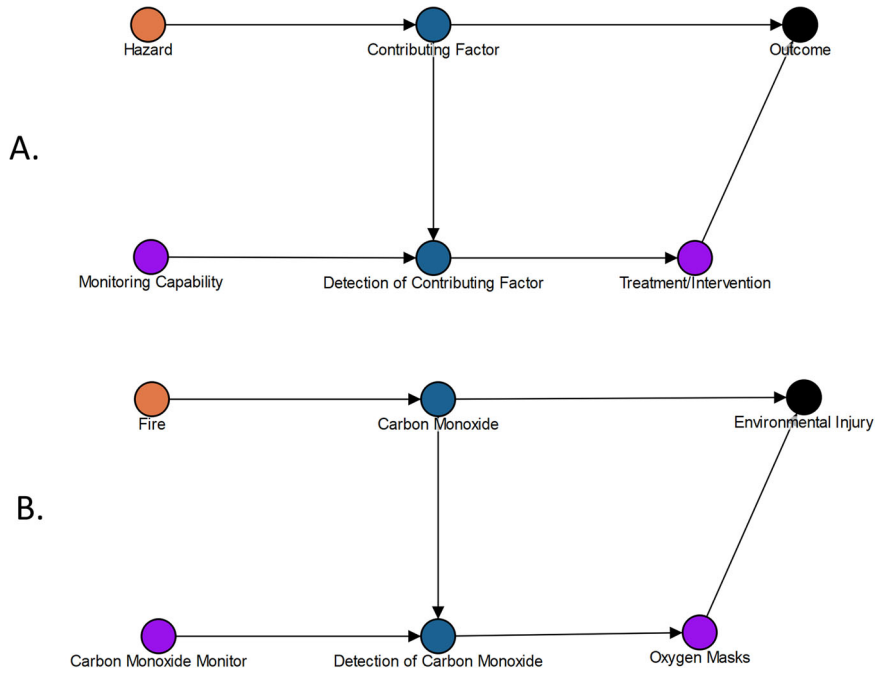 Hazard
Contributing Factor
Outcome
A.
Monitoring Capability
Detection of Contributing Factor
Treatment/Intervention
Fire
Carbon Monoxide
Environmental Injury
B.
Carbon Monoxide Monitor
Detection of Carbon Monoxide
Oxygen Masks